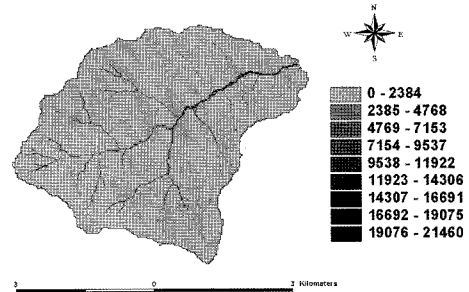 N
W E
S
0 - 2384
2385 - 4768
4769 - 7153
7154 - 9537
9538 - 11922
11923 - 14306
14307 - 16691
16692 - 19075
19076 - 21460
3 0 3 Kilometers